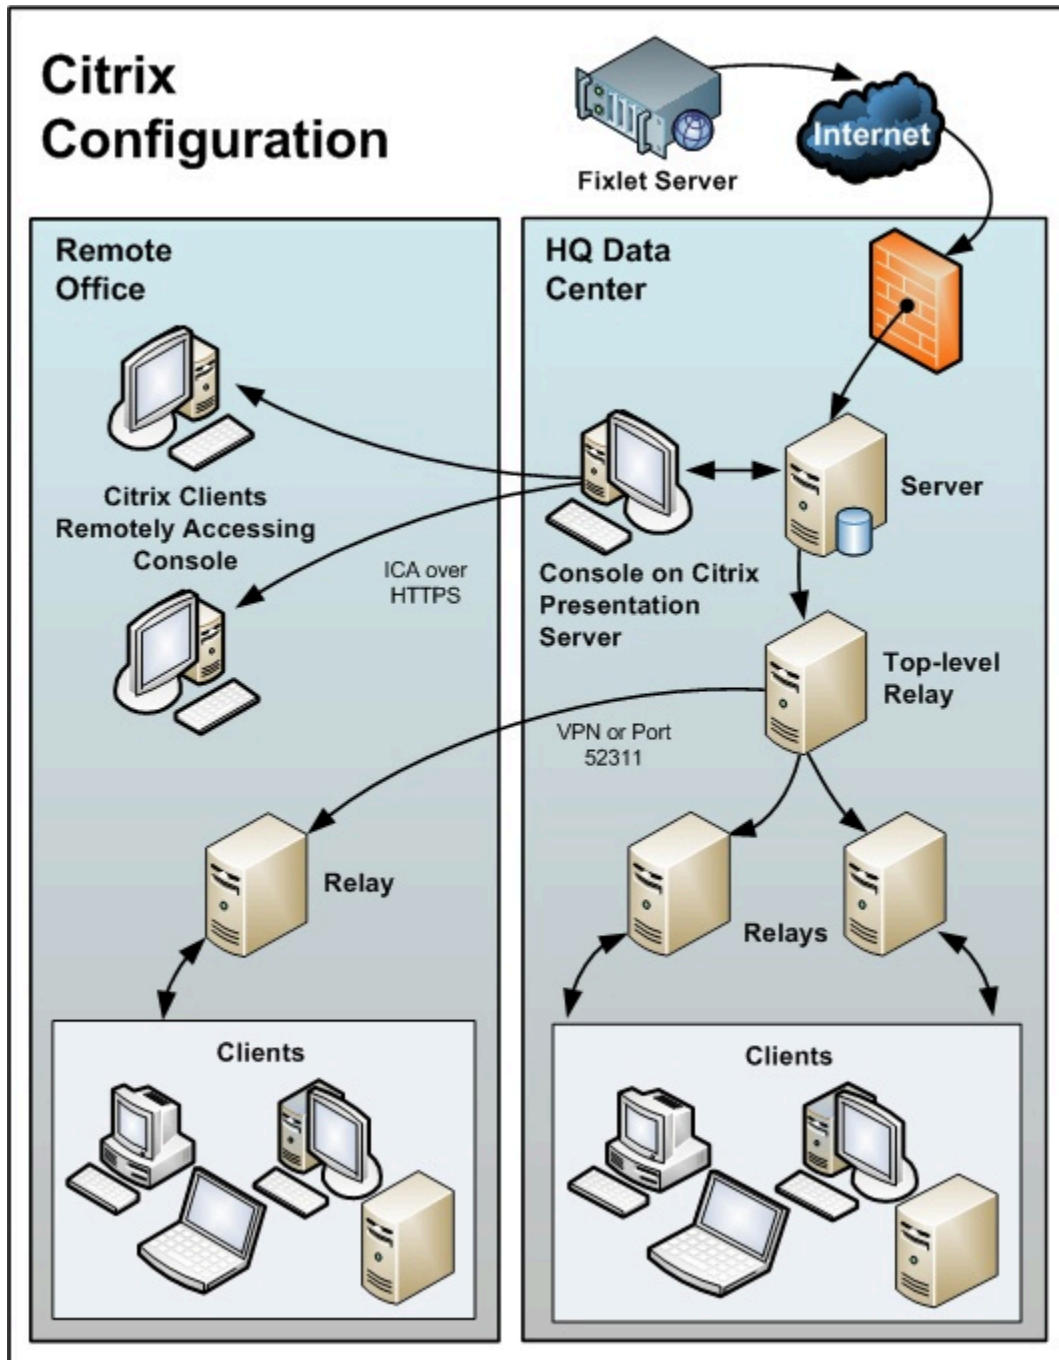 Citrix
Configuration
Internet
Fixlet Server
Remote
Office
HQ Data
Center
Citrix Clients
Remotely Accessing
Console
ICA over
HTTPS
Server
Console on Citrix
Presentation
Server
Top-level
Relay
VPN or Port
52311
Relay
Relays
Clients
Clients